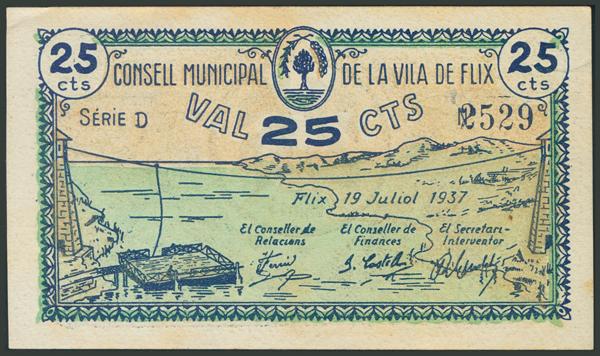 25 cts
25 cts
CONSELL MUNICIPAL DE LA VILA DE FLIX
SÈRIE D
VAL 25 CTS
N. 2529
Flix 19 Juliol 1937
El Conseller de Relacions
El Conseller de Finances
El Secretari-Interventor